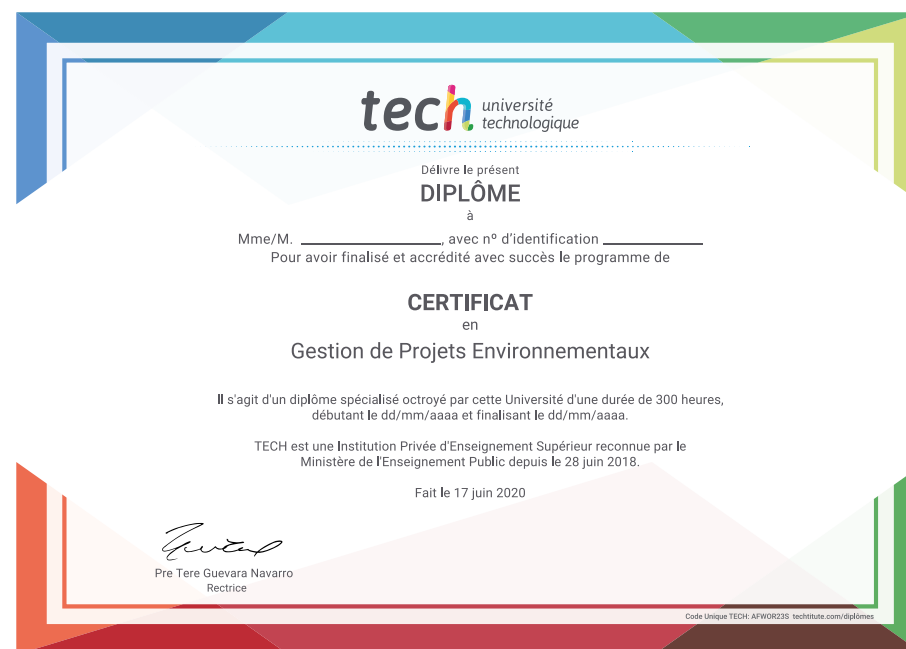 tech université
technologique
Délivre le présent
DIPLÔME
à
Mme/M. ____________________, avec nº d'identification ______________
Pour avoir finalisé et accrédité avec succès le programme de
CERTIFICAT
en
Gestion de Projets Environnementaux
Il s'agit d'un diplôme spécialisé octroyé par cette Université d'une durée de 300 heures,
débutant le dd/mm/aaaa et finalisant le dd/mm/aaaa.
TECH est une Institution Privée d'Enseignement Supérieur reconnue par le
Ministère de l'Enseignement Public depuis le 28 juin 2018.
Fait le 17 juin 2020
Pre Tere Guevara Navarro
Rectrice
Code Unique TECH: AFWOR23S techtitute.com/diplômes